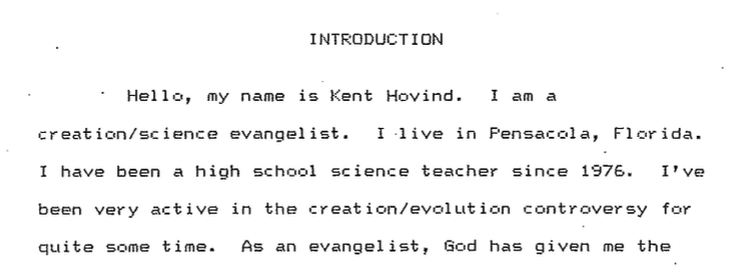 INTRODUCTION
Hello, my name is Kent Hovind. I am a
creation/science evangelist. I live in Pensacola, Florida.
I have been a high school science teacher since 1976. I've
been very active in the creation/evolution controversy for
quite some time. As an evangelist, God has given me the